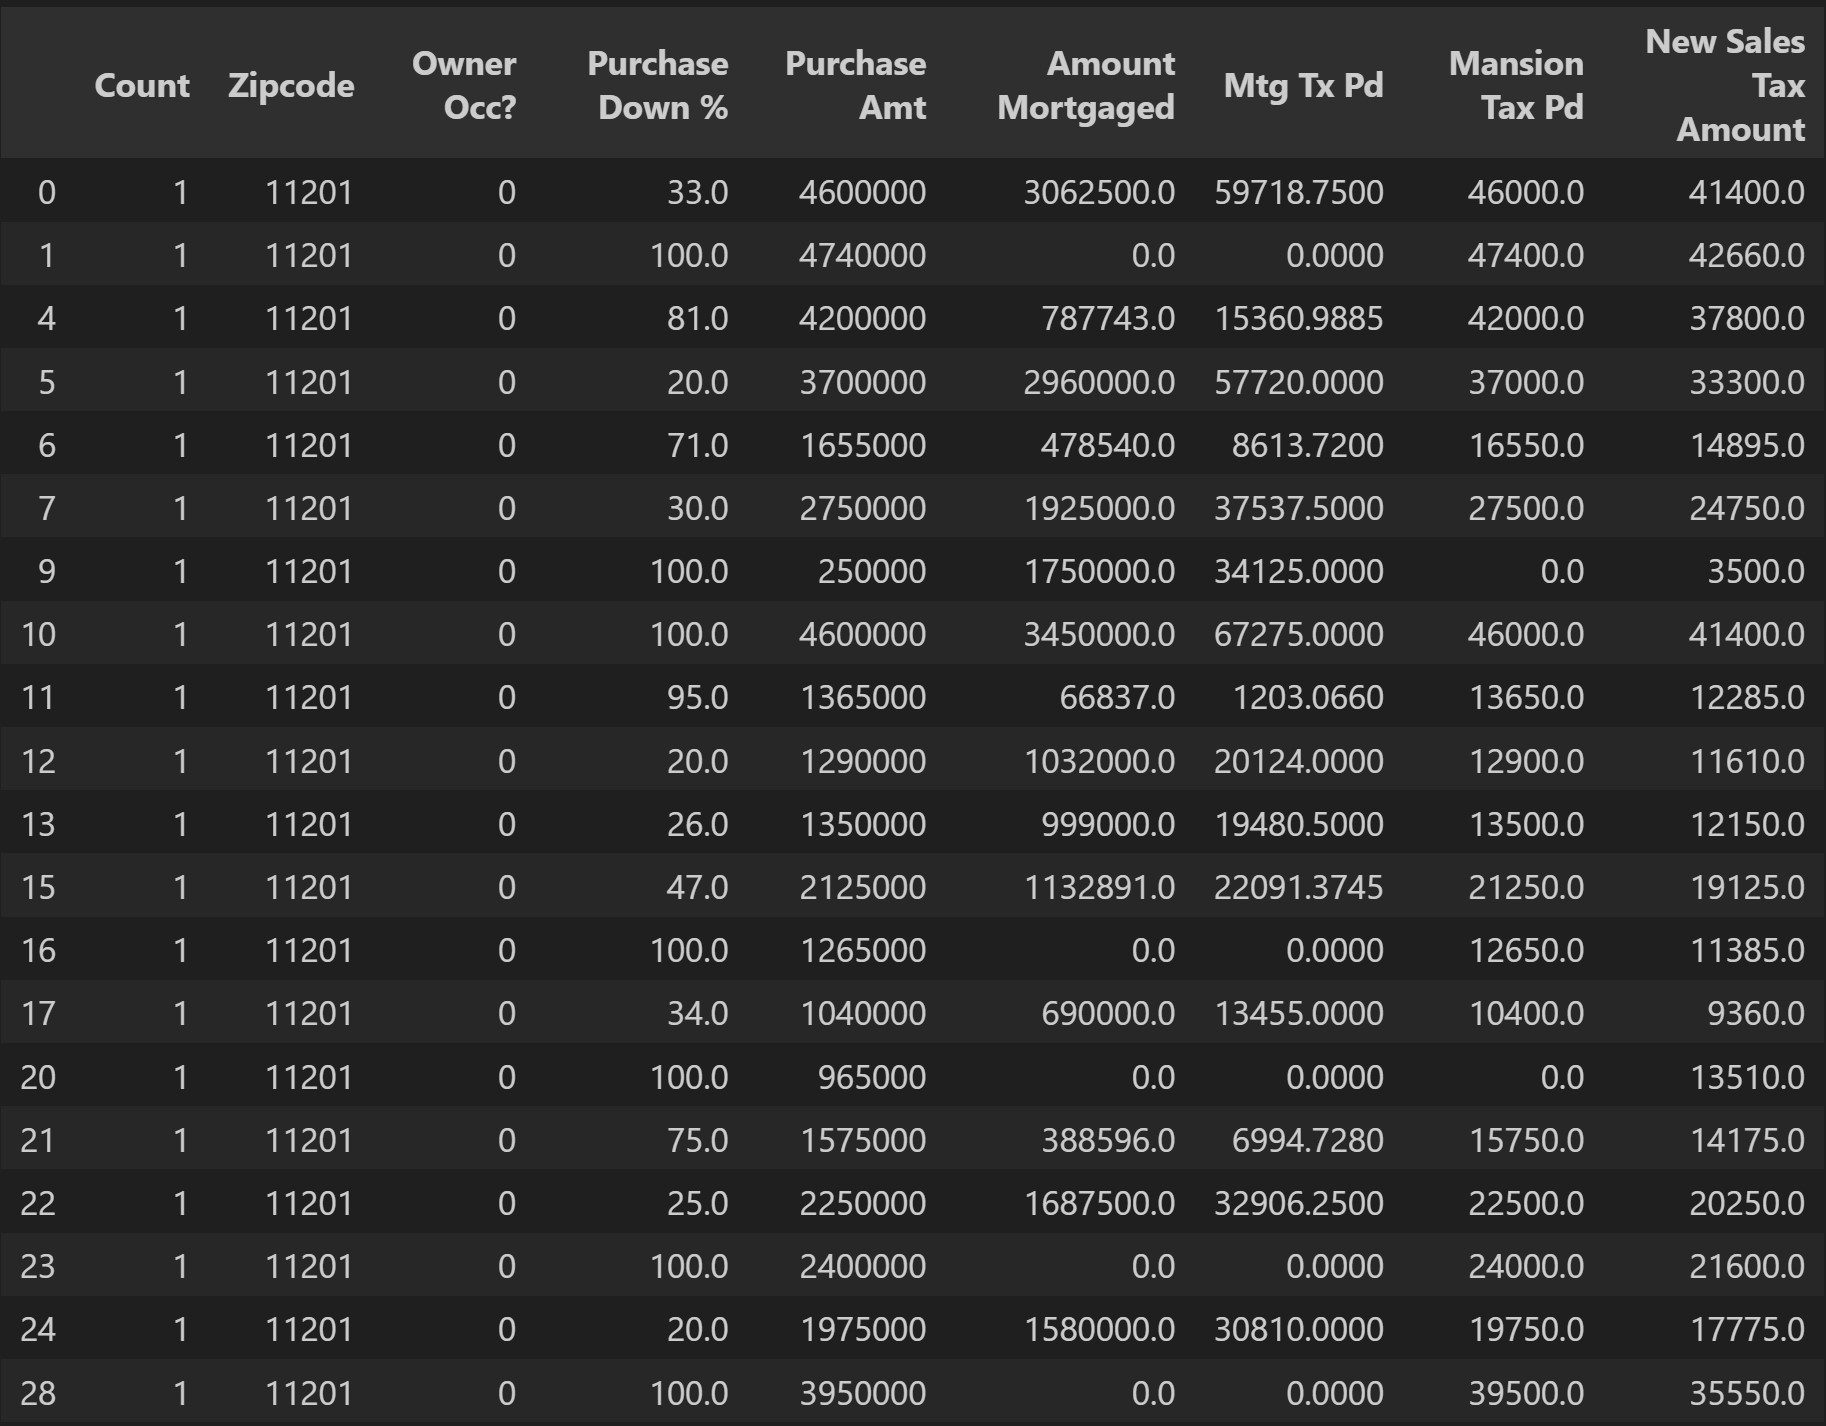 Count Zipcode Owner Occ? Purchase Down % Purchase Amt Amount Mortgaged Mtg Tx Pd Mansion Tax Pd New Sales Tax Amount
0 1 11201 0 33.0 4600000 3062500.0 59718.7500 46000.0 41400.0
1 1 11201 0 100.0 4740000 0.0 0.0000 47400.0 42660.0
4 1 11201 0 81.0 4200000 787743.0 15360.9885 42000.0 37800.0
5 1 11201 0 20.0 3700000 2960000.0 57720.0000 37000.0 33300.0
6 1 11201 0 71.0 1655000 478540.0 8613.7200 16550.0 14895.0
7 1 11201 0 30.0 2750000 1925000.0 37537.5000 27500.0 24750.0
9 1 11201 0 100.0 250000 1750000.0 34125.0000 0.0 3500.0
10 1 11201 0 100.0 4600000 3450000.0 67275.0000 46000.0 41400.0
11 1 11201 0 95.0 1365000 66837.0 1203.0660 13650.0 12285.0
12 1 11201 0 20.0 1290000 1032000.0 20124.0000 12900.0 11610.0
13 1 11201 0 26.0 1350000 999000.0 19480.5000 13500.0 12150.0
15 1 11201 0 47.0 2125000 1132891.0 22091.3745 21250.0 19125.0
16 1 11201 0 100.0 1265000 0.0 0.0000 12650.0 11385.0
17 1 11201 0 34.0 1040000 690000.0 13455.0000 10400.0 9360.0
20 1 11201 0 100.0 965000 0.0 0.0000 0.0 13510.0
21 1 11201 0 75.0 1575000 388596.0 6994.7280 15750.0 14175.0
22 1 11201 0 25.0 2250000 1687500.0 32906.2500 22500.0 20250.0
23 1 11201 0 100.0 2400000 0.0 0.0000 24000.0 21600.0
24 1 11201 0 20.0 1975000 1580000.0 30810.0000 19750.0 17775.0
28 1 11201 0 100.0 3950000 0.0 0.0000 39500.0 35550.0